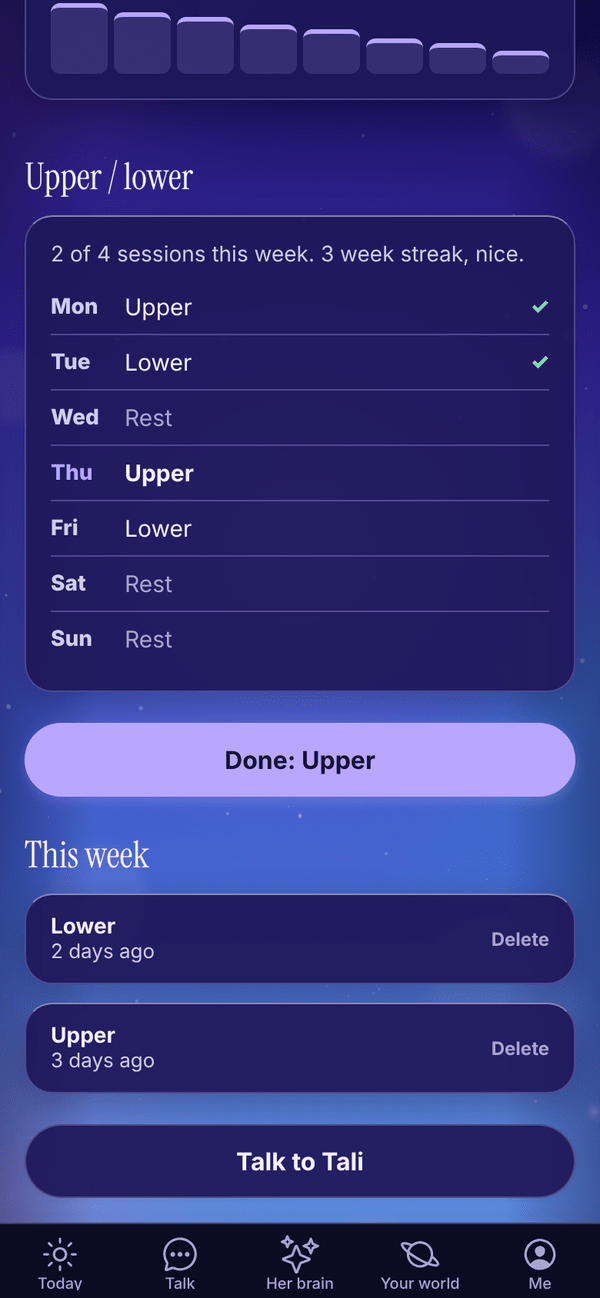 Upper / lower
2 of 4 sessions this week. 3 week streak, nice.
Mon Upper
Tue Lower
Wed Rest
Thu Upper
Fri Lower
Sat Rest
Sun Rest
Done: Upper
This week
Lower
2 days ago
Delete
Upper
3 days ago
Delete
Talk to Tali
Today Talk Her brain Your world Me